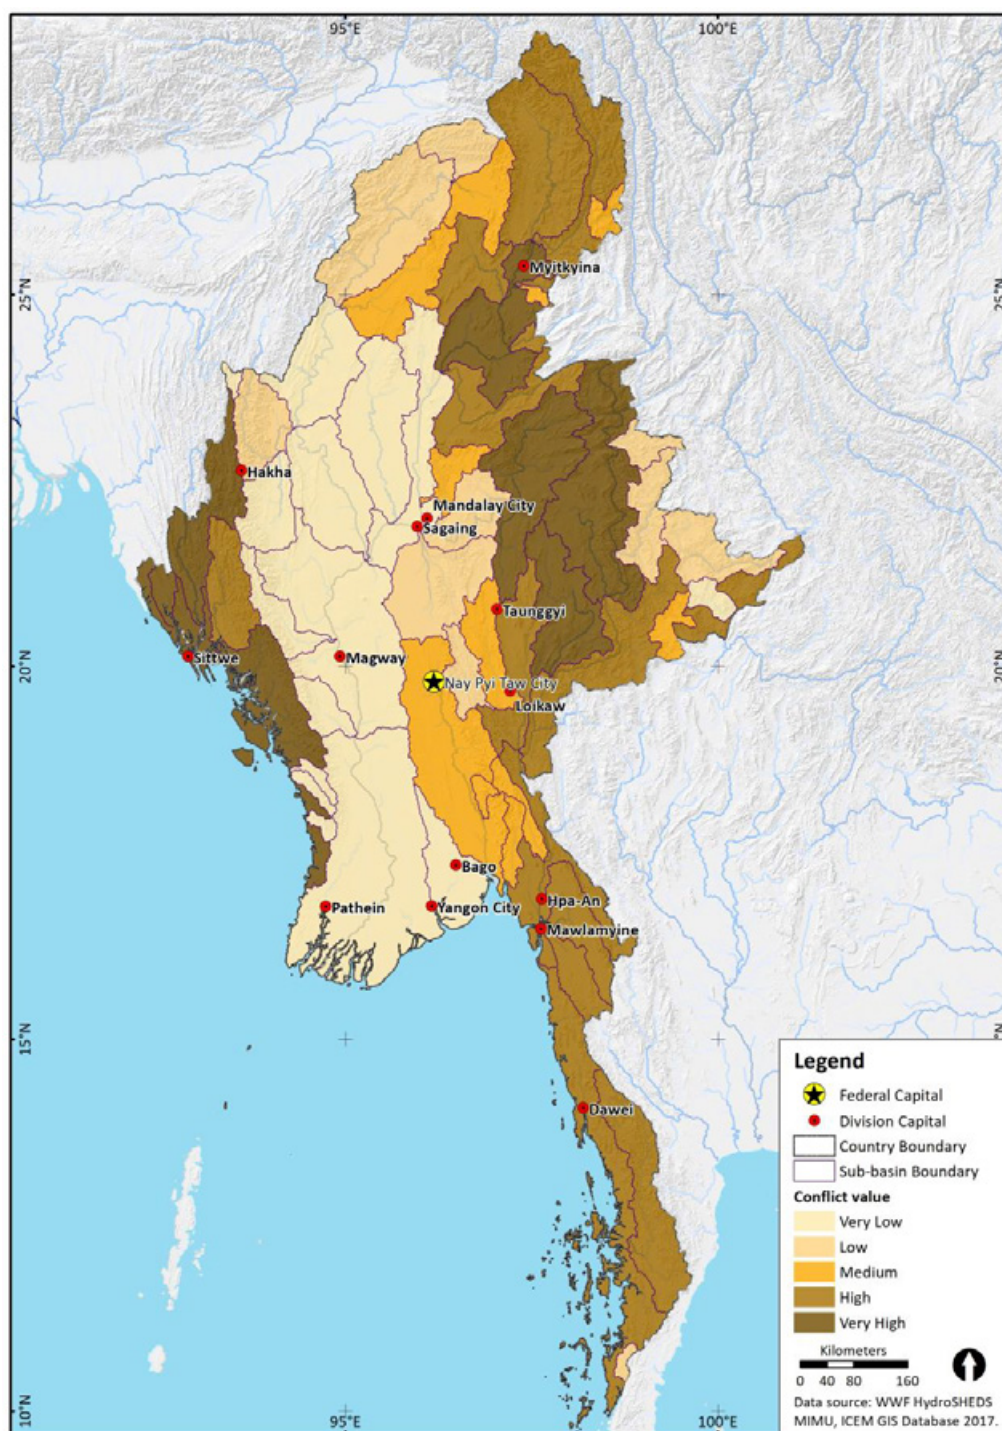 95°E
100°E
Myitkyina
25°N
25°N
Hakha
Mandalay City
Sagaing
Taunggyi
Sittwe
Magway
20°N
Nay Pyi Taw City
20°N
Loikaw
Bago
Pathein
Yangon City
Hpa-An
Mawlamyine
15°N
Dawei
10°N
95°E
100°E
Legend
Federal Capital
Division Capital
Country Boundary
Sub-basin Boundary
Conflict value
Very Low
Low
Medium
High
Very High
Kilometers
0 40 80 160
Data source: WWF HydroSHEDS
MIMU, ICEM GIS Database 2017.